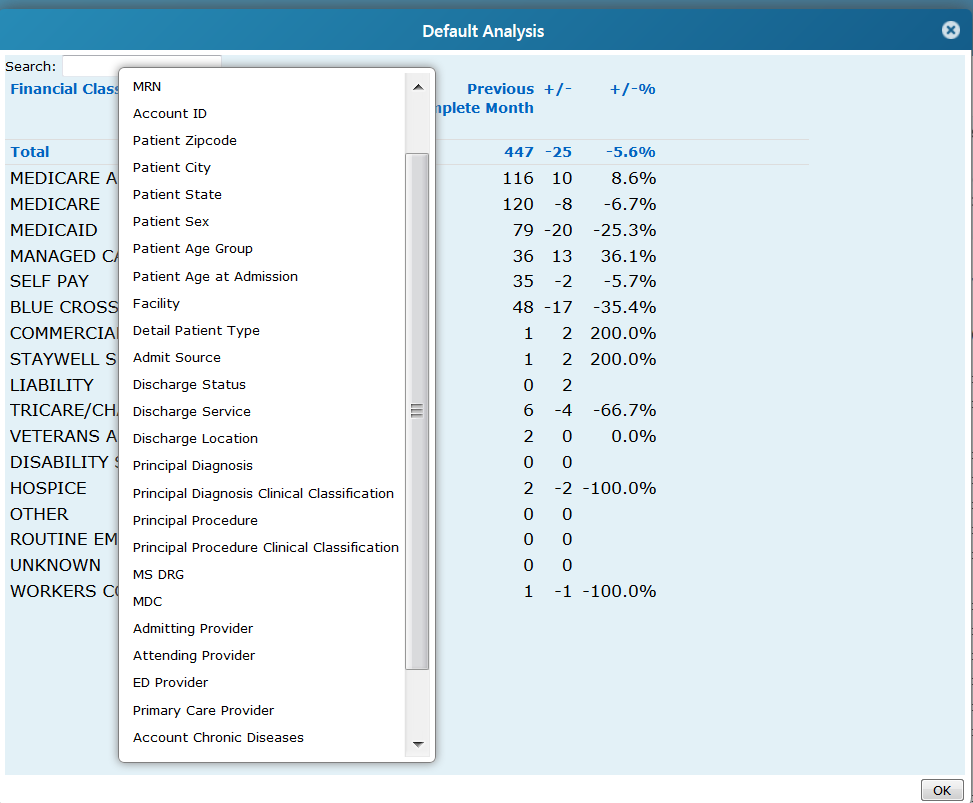 Default Analysis
Search:
Financial Class Previous +/- +/-%
Complete Month
Total 447 -25 -5.6%
MEDICARE A 116 10 8.6%
MEDICARE 120 -8 -6.7%
MEDICAID 79 -20 -25.3%
MANAGED CA 36 13 36.1%
SELF PAY 35 -2 -5.7%
BLUE CROSS 48 -17 -35.4%
COMMERCIAL 1 2 200.0%
STAYWELL S 1 2 200.0%
LIABILITY 0 2
TRICARE/CHA 6 -4 -66.7%
VETERANS A 2 0 0.0%
DISABILITY S 0 0
HOSPICE 2 -2 -100.0%
OTHER 0 0
ROUTINE EM 0 0
UNKNOWN 0 0
WORKERS CO 1 -1 -100.0%
MRN
Account ID
Patient Zipcode
Patient City
Patient State
Patient Sex
Patient Age Group
Patient Age at Admission
Facility
Detail Patient Type
Admit Source
Discharge Status
Discharge Service
Discharge Location
Principal Diagnosis
Principal Diagnosis Clinical Classification
Principal Procedure
Principal Procedure Clinical Classification
MS DRG
MDC
Admitting Provider
Attending Provider
ED Provider
Primary Care Provider
Account Chronic Diseases
OK